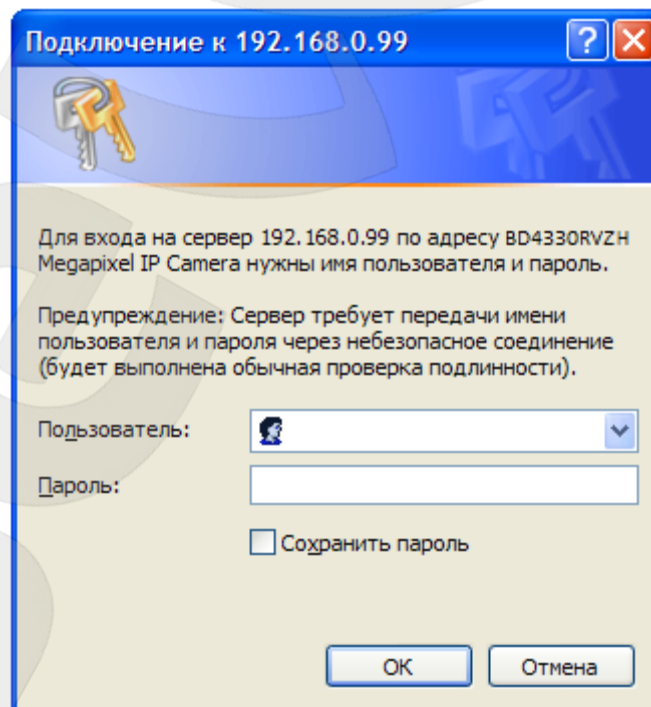 Подключение к 192.168.0.99
Для входа на сервер 192.168.0.99 по адресу BD4330RVZH
Megapixel IP Camera нужны имя пользователя и пароль.
Предупреждение: Сервер требует передачи имени
пользователя и пароля через небезопасное соединение
(будет выполнена обычная проверка подлинности).
Пользователь:
Пароль:
Сохранить пароль
ОК
Отмена